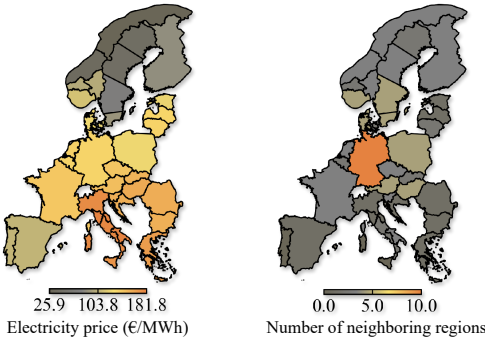 25.9 103.8 181.8
Electricity price (€/MWh)
0.0 5.0 10.0
Number of neighboring regions